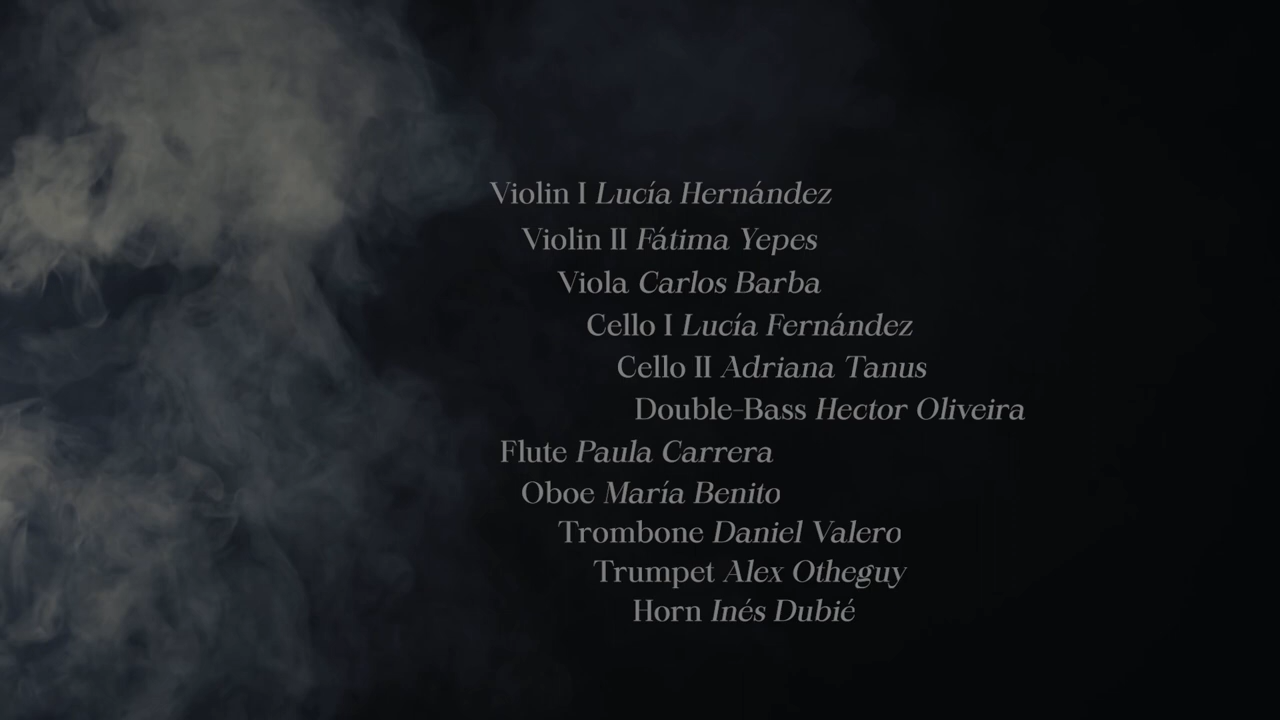 Violin I Lucía Hernández
Violin II Fátima Yepes
Viola Carlos Barba
Cello I Lucía Fernández
Cello II Adriana Tanus
Double-Bass Hector Oliveira
Flute Paula Carrera
Oboe María Benito
Trombone Daniel Valero
Trumpet Alex Otheguy
Horn Inés Dubié